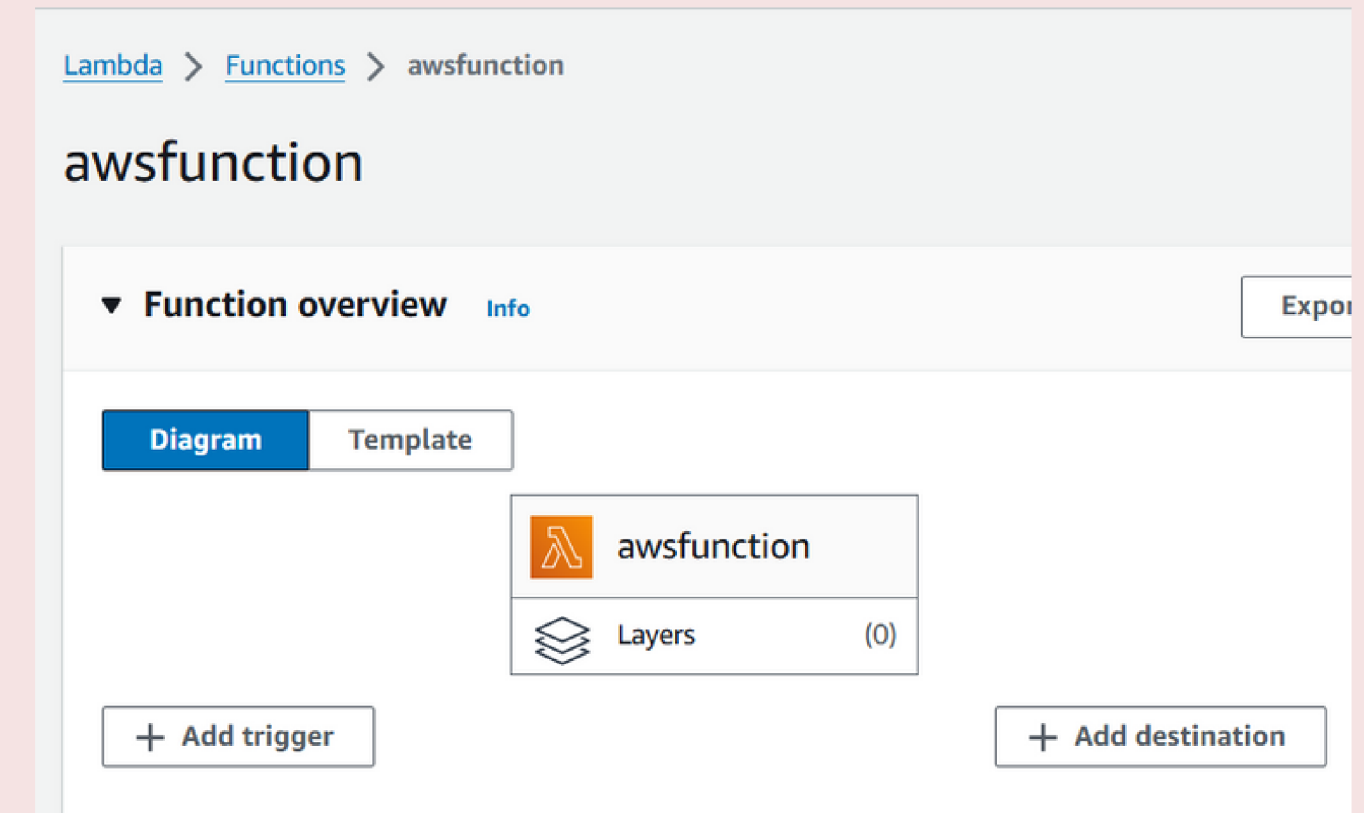 Lambda > Functions > awsfunction
awsfunction
Function overview Info
Diagram Template
awsfunction
Layers (0)
+ Add trigger + Add destination